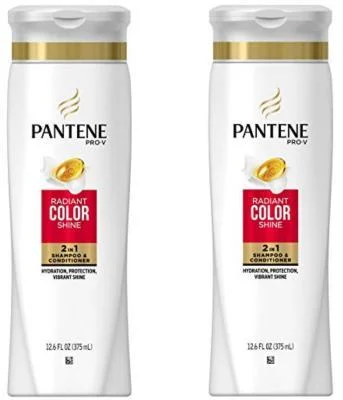 PANTENE
PRO-V
RADIANT
COLOR
SHINE
2 IN 1
SHAMPOO &
CONDITIONER
HYDRATION, PROTECTION,
VIBRANT SHINE
12.6 FL OZ (375 mL)
PANTENE
PRO-V
RADIANT
COLOR
SHINE
2 IN 1
SHAMPOO &
CONDITIONER
HYDRATION, PROTECTION,
VIBRANT SHINE
12.6 FL OZ (375 mL)